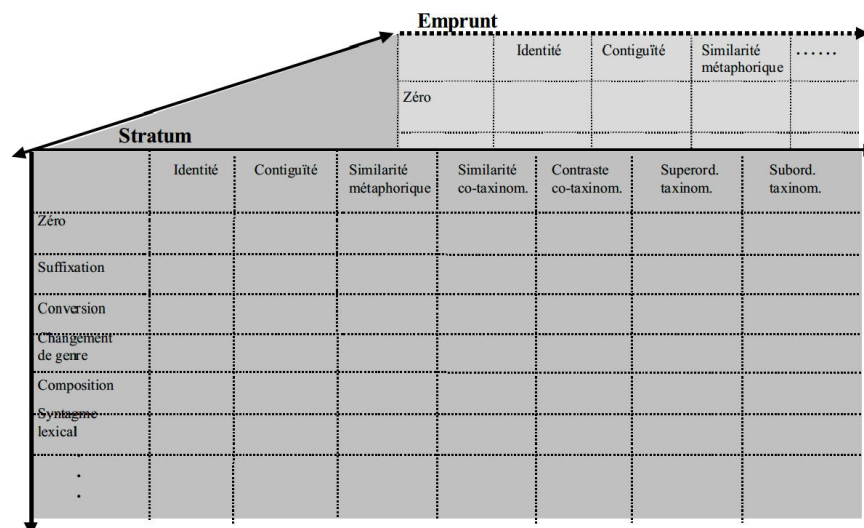 Emprunt
Identité Contiguïté Similarité ......
métaphorique
Zéro
Stratum
Identité Contiguïté Similarité Similarité Contraste Superord. Subord.
métaphorique co-taxinom. co-taxinom. taxinom. taxinom.
Zéro
Suffixation
Conversion
Changement
de genre
Composition
Syntagme
lexical
.
.
.